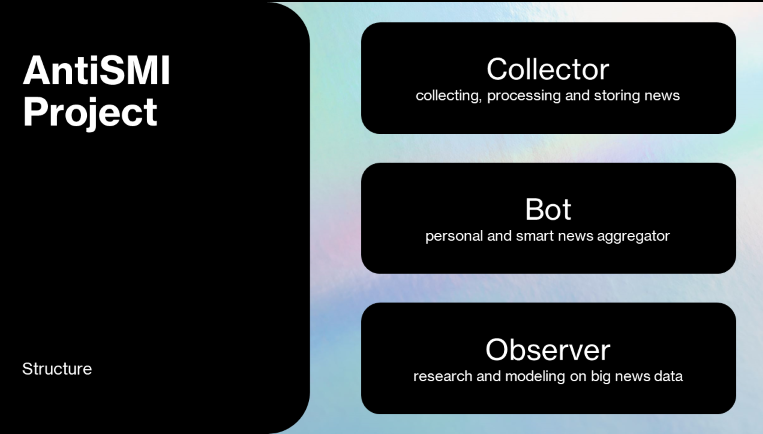 AntiSMI
Project
Structure
Collector
collecting, processing and storing news
Bot
personal and smart news aggregator
Observer
research and modeling on big news data